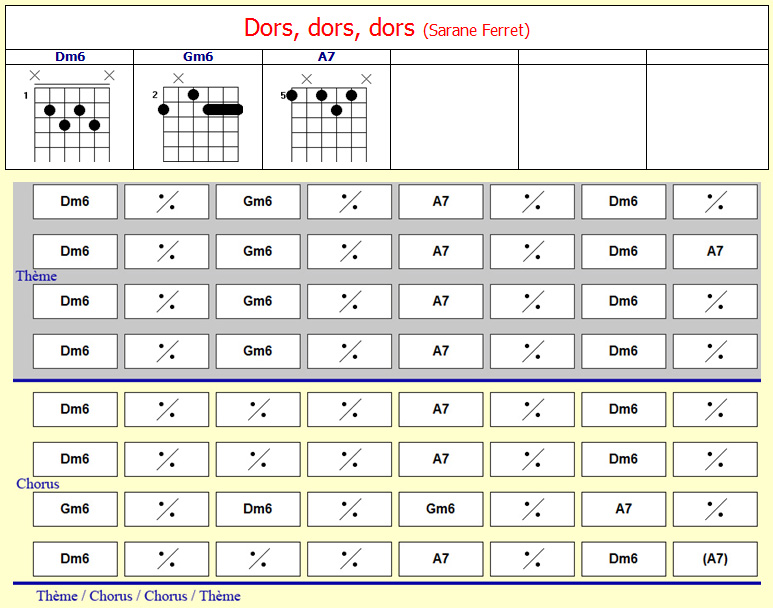 Dors, dors, dors (Sarane Ferret)
Dm6 Gm6 A7
X X X X X
1 2 5
Dm6 % Gm6 % A7 % Dm6 %
Dm6 % Gm6 % A7 % Dm6 A7
Thème
Dm6 % Gm6 % A7 % Dm6 %
Dm6 % Gm6 % A7 % Dm6 %
Dm6 % % % A7 % Dm6 %
Dm6 % % % A7 % Dm6 %
Chorus
Gm6 % Dm6 % Gm6 % A7 %
Dm6 % % % A7 % Dm6 (A7)
Thème / Chorus / Chorus / Thème